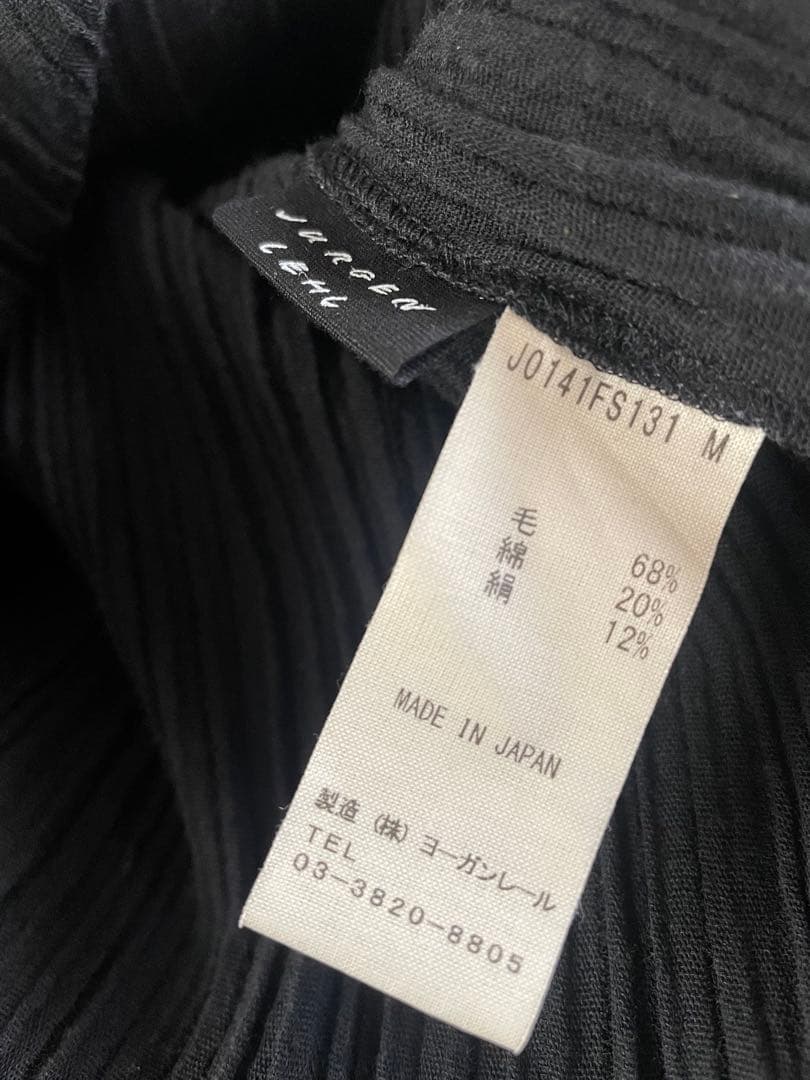 JURGEN
LEHL
J0141FS131 M
毛 68%
綿 20%
絹 12%
MADE IN JAPAN
製造 (株) ヨーガンレール
TEL
03-3820-8805